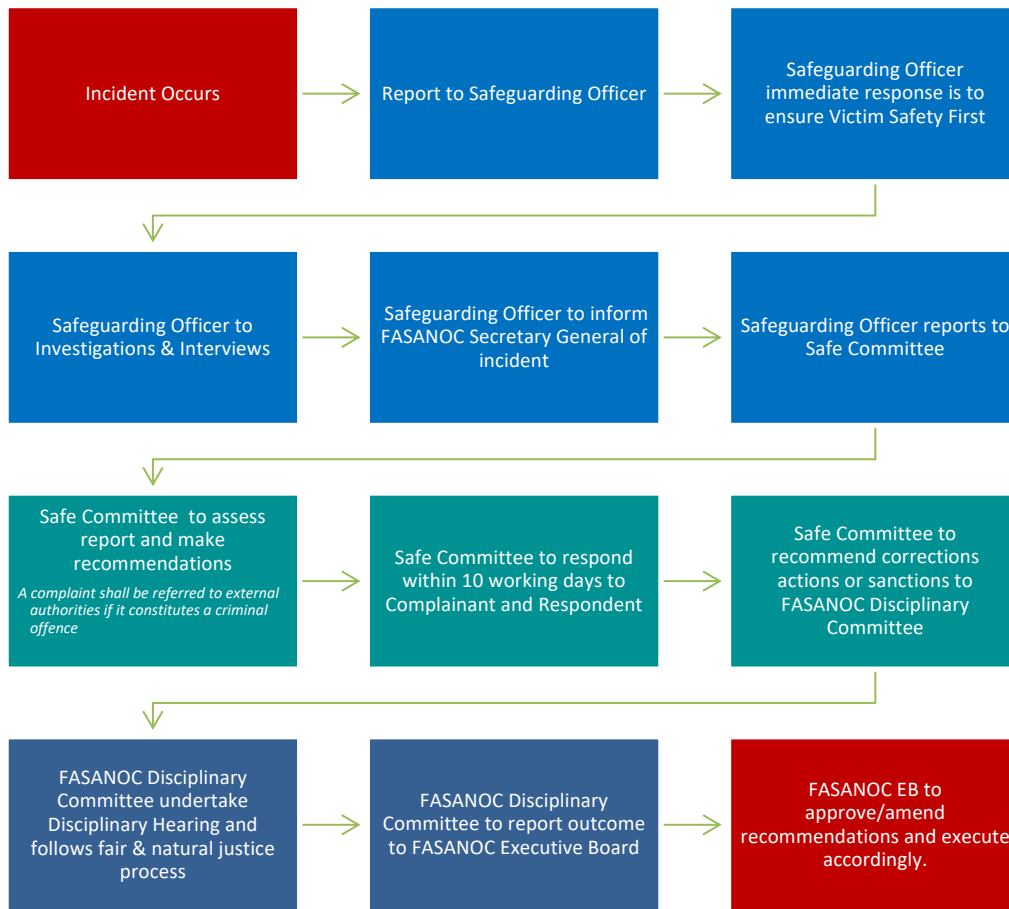 Incident Occurs
Report to Safeguarding Officer
Safeguarding Officer
immediate response is to
ensure Victim Safety First
Safeguarding Officer to
Investigations & Interviews
Safeguarding Officer to inform
FASANOC Secretary General of
incident
Safeguarding Officer reports to
Safe Committee
Safe Committee to assess
report and make
recommendations
A complaint shall be referred to external
authorities if it constitutes a criminal
offence
Safe Committee to respond
within 10 working days to
Complainant and Respondent
Safe Committee to
recommend corrections
actions or sanctions to
FASANOC Disciplinary
Committee
FASANOC Disciplinary
Committee undertake
Disciplinary Hearing and
follows fair & natural justice
process
FASANOC Disciplinary
Committee to report outcome
to FASANOC Executive Board
FASANOC EB to
approve/amend
recommendations and execute
accordingly.